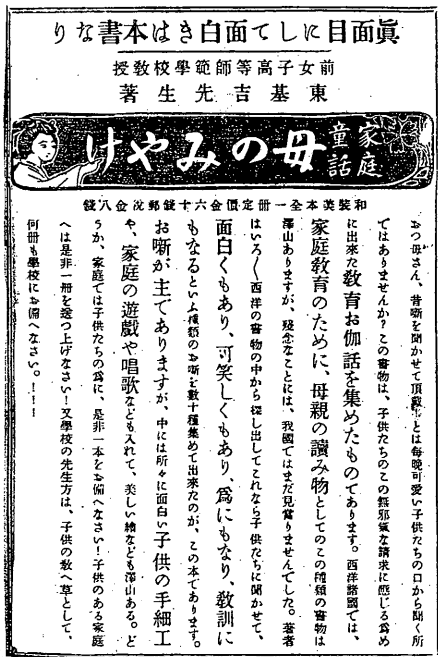 眞面目にして面白きは本書なり
前女子高等師範學校敎授
東基吉先生著
家庭
童話
母のみやけ
和裝美本全一冊定價金六十錢郵稅金八錢
おつ母さん、昔噺を聞かせて頂戴!とは每晚可愛い子供たちの口から聞く所
ではありませんか?この書物は、子供たちのこの無邪氣な請求に應じる爲め
に出來た敎育お伽話を集めたものであります。西洋諸國では、
家庭敎育のために、母親の讀み物としてのこの種類の書物は
澤山ありますが、殘念なことには、我國ではまだ見當りませんでした。著者
はいろ〱西洋の書物の中から探し出してこれなら子供たちに聞かせて、
面白くもあり、可笑しくもあり、爲にもなり、敎訓に
もなるといふ種類のお噺を數十種集めて出來たのが、この本であります。
お噺が主でありますが、中には所々に面白い子供の手細工
や、家庭の遊戯や唱歌なども入れて、美しい繪なども澤山ある。ど
うか、家庭では子供たちの爲に、是非一本をお備へなさい!子供のある家庭
へは是非一冊を送つ上げなさい!又學校の先生方は、子供の敎へ草として、
何冊も學校にお備へなさい。!!!